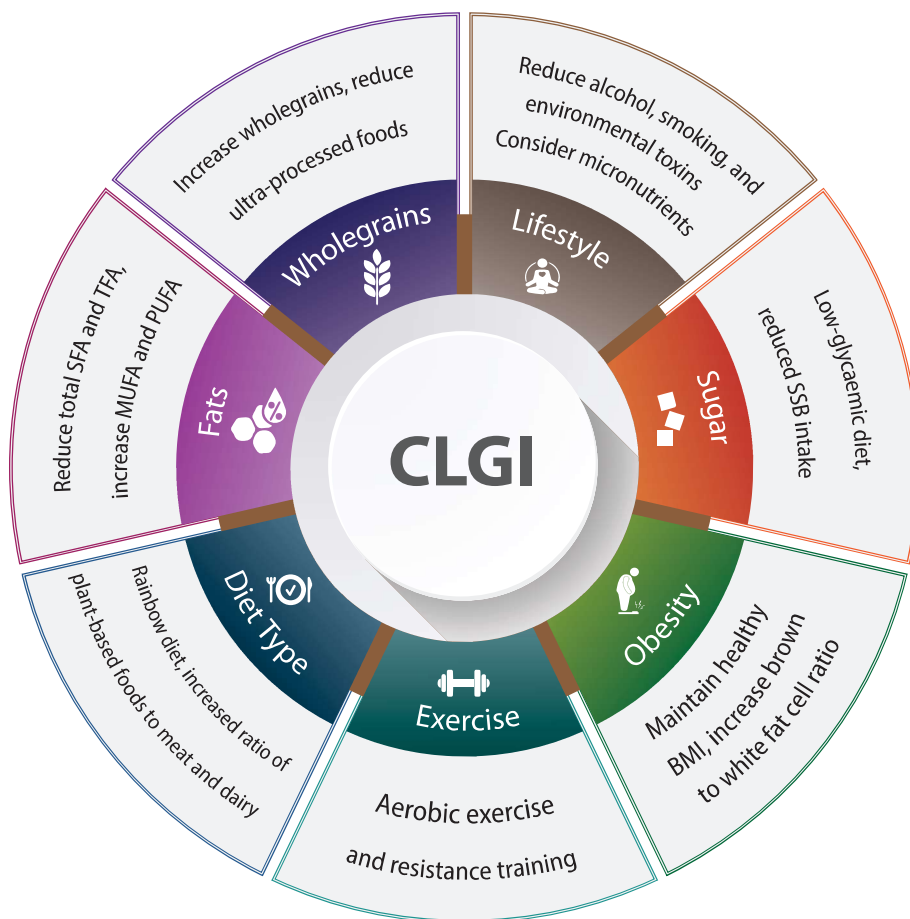 CLGI
Lifestyle
Reduce alcohol, smoking, and
environmental toxins
Consider micronutrients
Sugar
Low-glycaemic diet,
reduced SSB intake
Obesity
Maintain healthy
BMI, increase brown
to white fat cell ratio
Exercise
Aerobic exercise
and resistance training
Diet Type
Rainbow diet, increased ratio of
plant-based foods to meat and dairy
Fats
Reduce total SFA and TFA,
increase MUFA and PUFA
Wholegrains
Increase wholegrains, reduce
ultra-processed foods